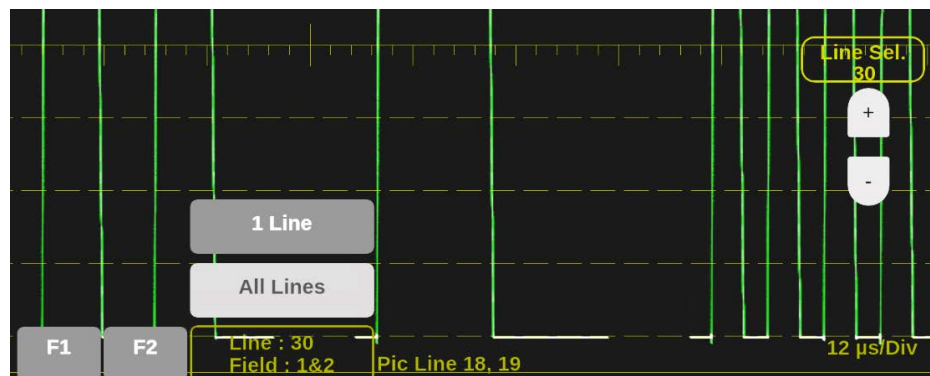 Line Sel.
30
+
-
1 Line
All Lines
F1
F2
Line : 30
Field : 1&2
Pic Line 18, 19
12 µs/Div